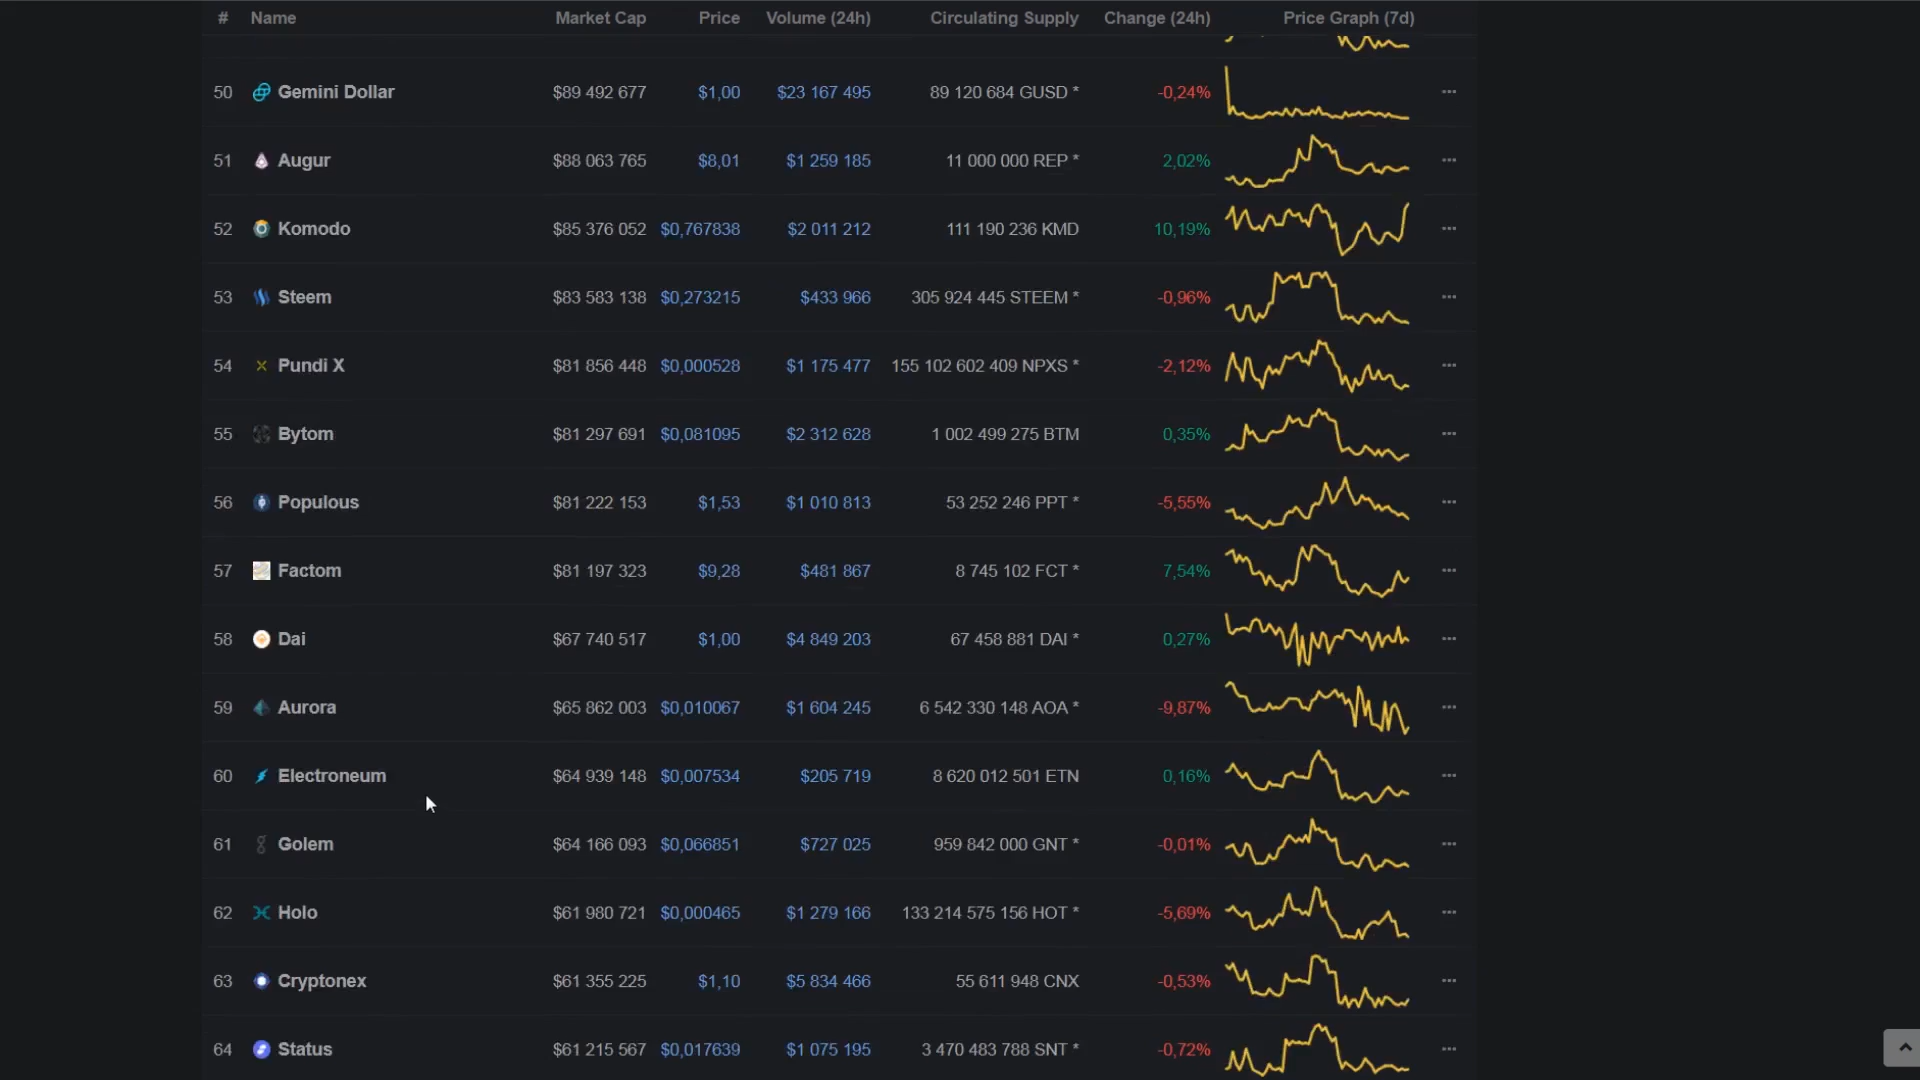 # Name Market Cap Price Volume (24h) Circulating Supply Change (24h) Price Graph (7d)
50 Gemini Dollar $89 492 677 $1,00 $23 167 495 89 120 684 GUSD * -0,24%
51 Augur $88 063 765 $8,01 $1 259 185 11 000 000 REP * 2,02%
52 Komodo $85 376 052 $0,767838 $2 011 212 111 190 236 KMD 10,19%
53 Steem $83 583 138 $0,273215 $433 966 305 924 445 STEEM * -0,96%
54 Pundi X $81 856 448 $0,000528 $1 175 477 155 102 602 409 NPXS * -2,12%
55 Bytom $81 297 691 $0,081095 $2 312 628 1 002 499 275 BTM 0,35%
56 Populous $81 222 153 $1,53 $1 010 813 53 252 246 PPT * -5,55%
57 Factom $81 197 323 $9,28 $481 867 8 745 102 FCT * 7,54%
58 Dai $67 740 517 $1,00 $4 849 203 67 458 881 DAI * 0,27%
59 Aurora $65 862 003 $0,010067 $1 604 245 6 542 330 148 AOA * -9,87%
60 Electroneum $64 939 148 $0,007534 $205 719 8 620 012 501 ETN 0,16%
61 Golem $64 166 093 $0,066851 $727 025 959 842 000 GNT * -0,01%
62 Holo $61 980 721 $0,000465 $1 279 166 133 214 575 156 HOT * -5,69%
63 Cryptonex $61 355 225 $1,10 $5 834 466 55 611 948 CNX -0,53%
64 Status $61 215 567 $0,017639 $1 075 195 3 470 483 788 SNT * -0,72%